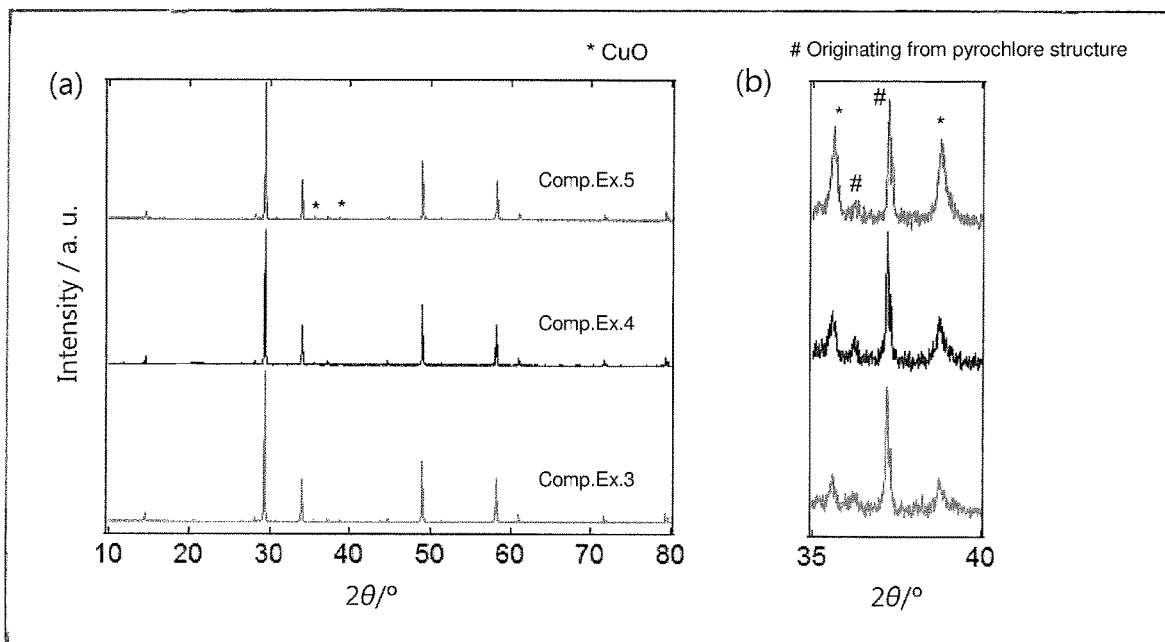 * CuO
# Originating from pyrochlore structure
(a)
(b)
#
*
*
#
Comp.Ex.5
* *
Comp.Ex.4
Comp.Ex.3
Intensity / a. u.
10 20 30 40 50 60 70 80
35 40
2θ/°
2θ/°